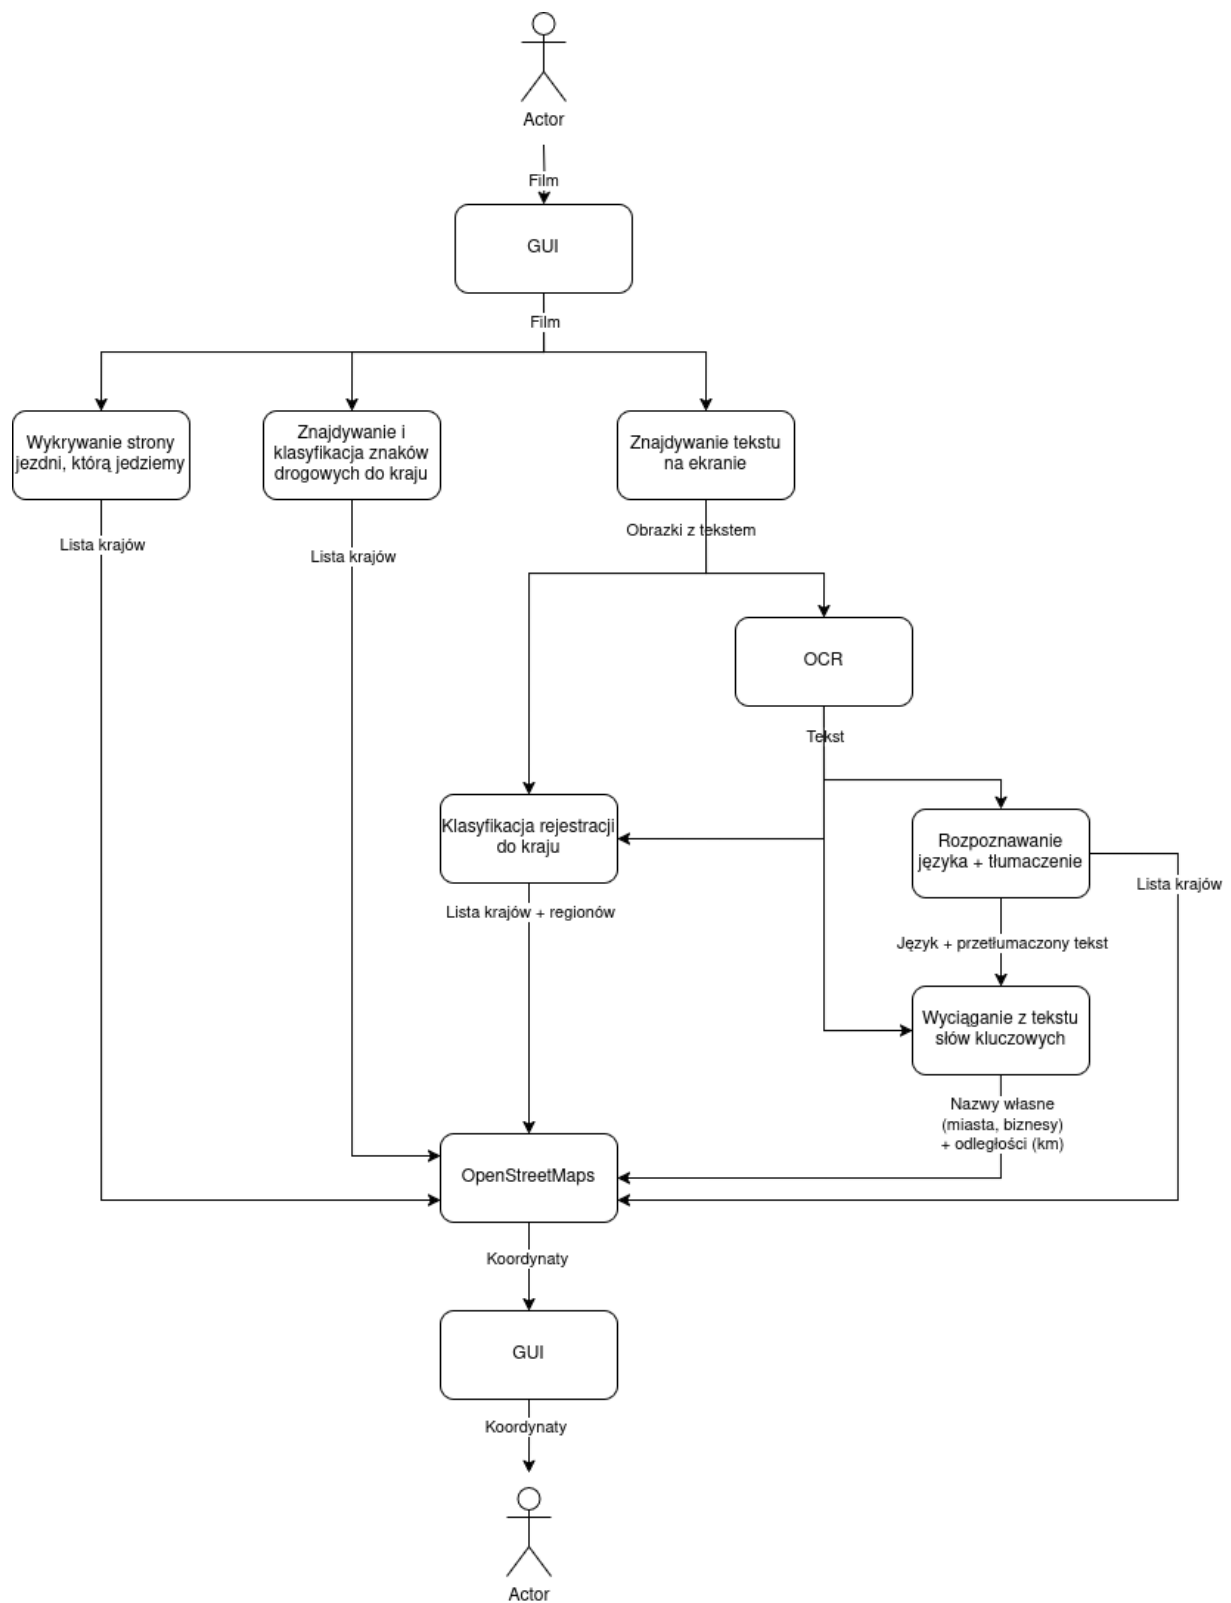 Actor
Film
GUI
Film
Wykrywanie strony
jezdni, którą jedziemy
Znajdywanie i
klasyfikacja znaków
drogowych do kraju
Znajdywanie tekstu
na ekranie
Lista krajów
Lista krajów
Obrazki z tekstem
OCR
Tekst
Klasyfikacja rejestracji
do kraju
Rozpoznawanie
języka + tłumaczenie
Lista krajów
Lista krajów + regionów
Język + przetłumaczony tekst
Wyciąganie z tekstu
słów kluczowych
Nazwy własne
(miasta, biznesy)
+ odległości (km)
OpenStreetMaps
Koordynaty
GUI
Koordynaty
Actor